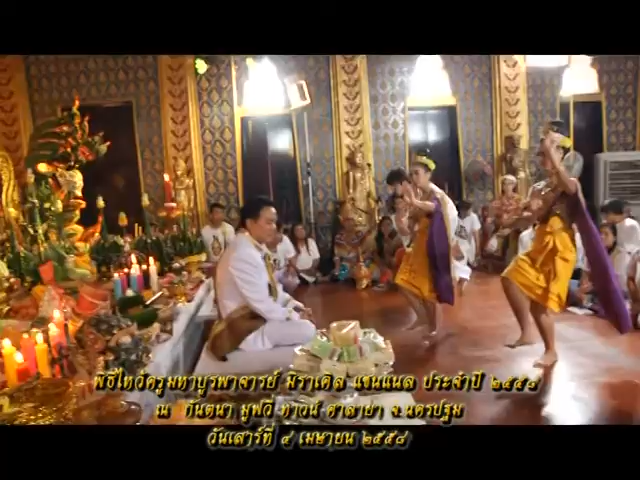 พิธีไหว้ครูมหาบูรพาจารย์ มิราเคิล แชนแนล ประจำปี ๒๕๕๘
ณ กันตนา มูฟวี่ ทาวน์ ศาลายา จ.นครปฐม
วันเสาร์ที่ ๔ เมษายน ๒๕๕๘